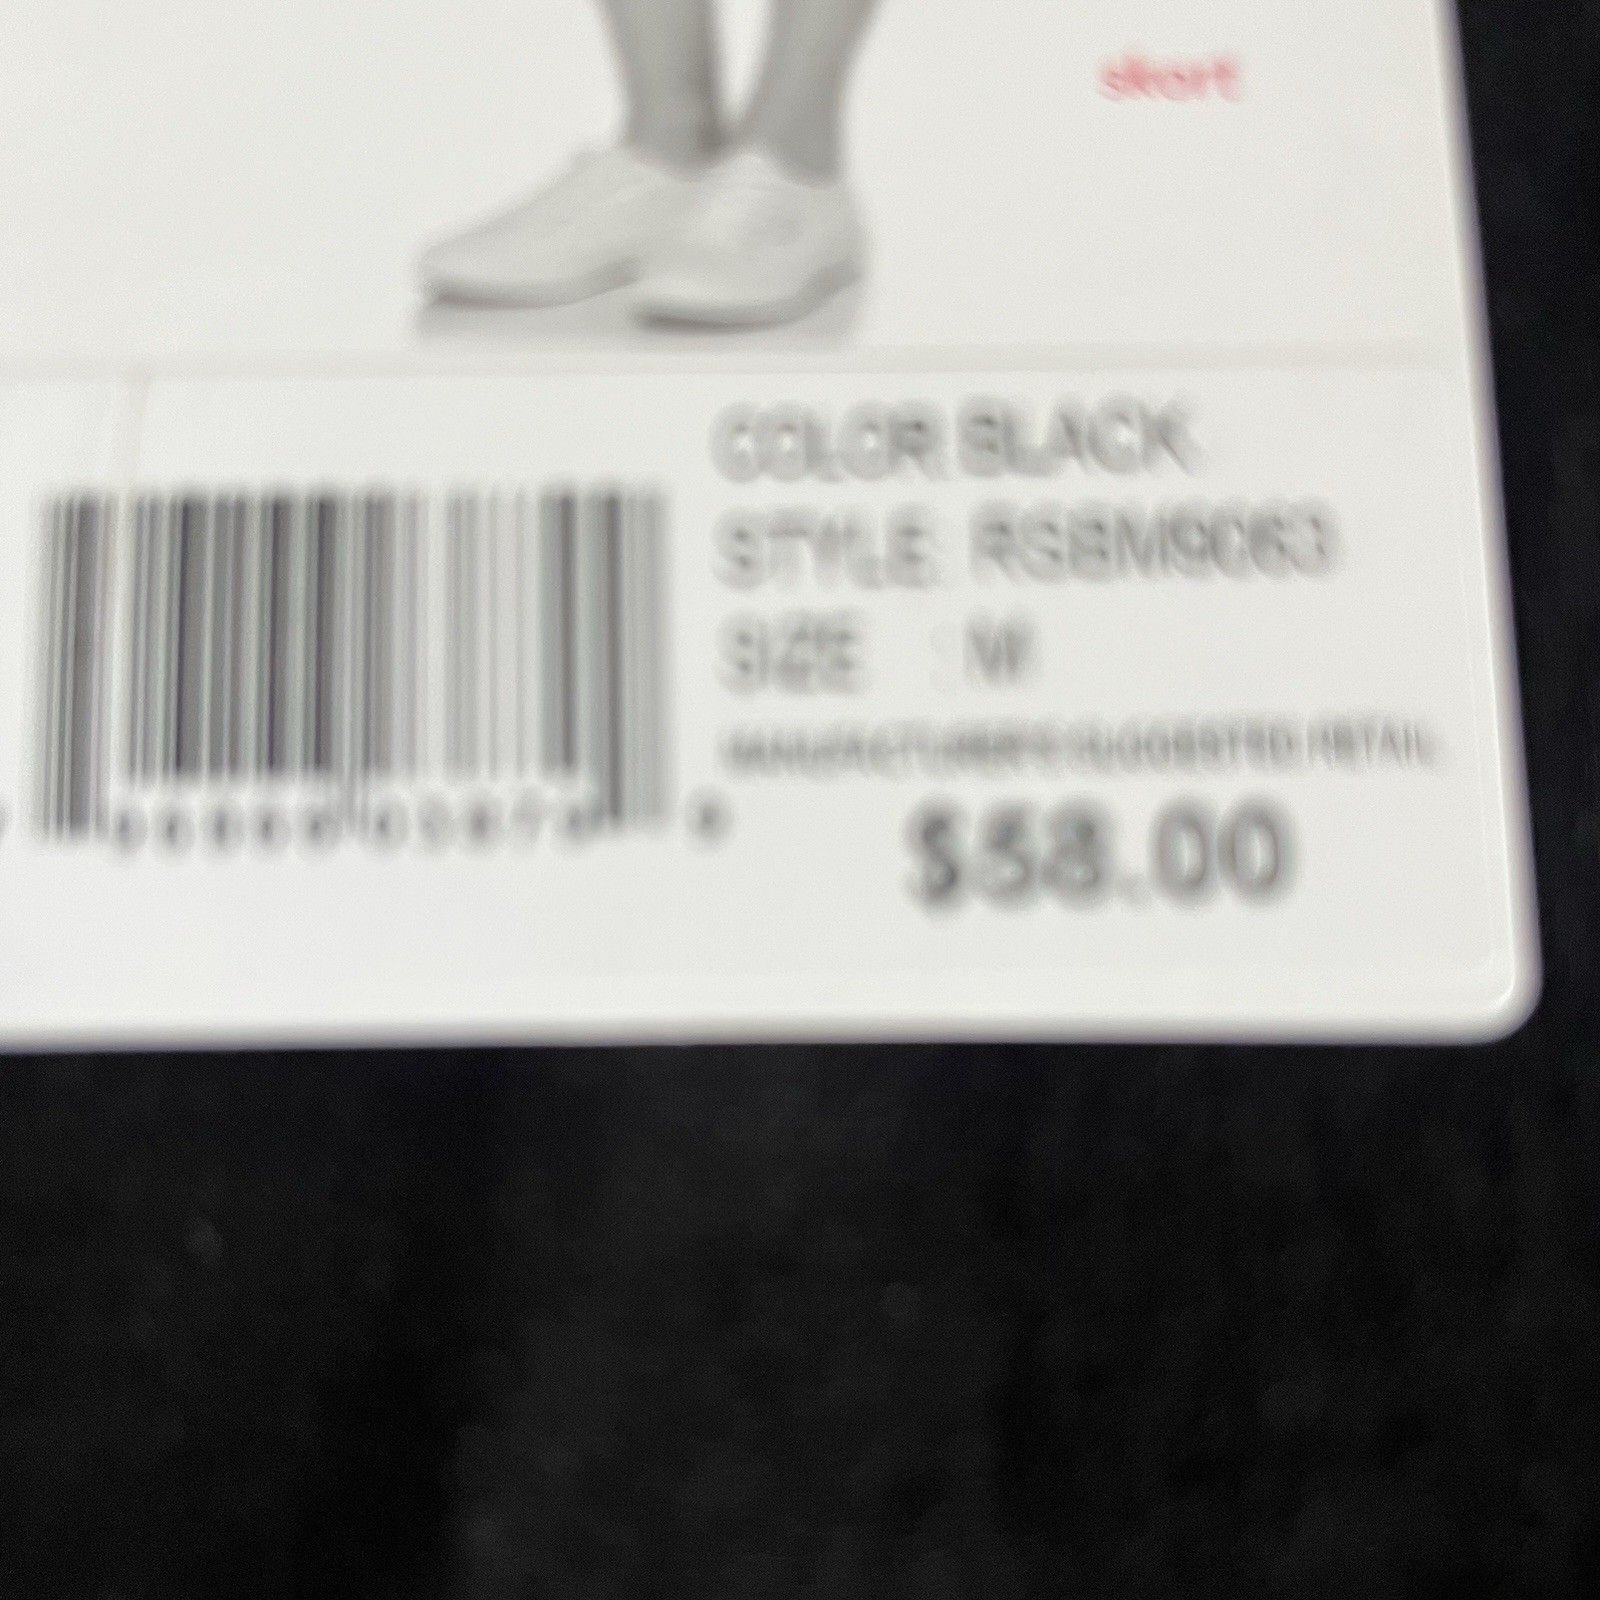 skort
COLOR BLACK
STYLE RSBM9063
SIZE : M
MANUFACTURER'S SUGGESTED RETAIL
$58.00